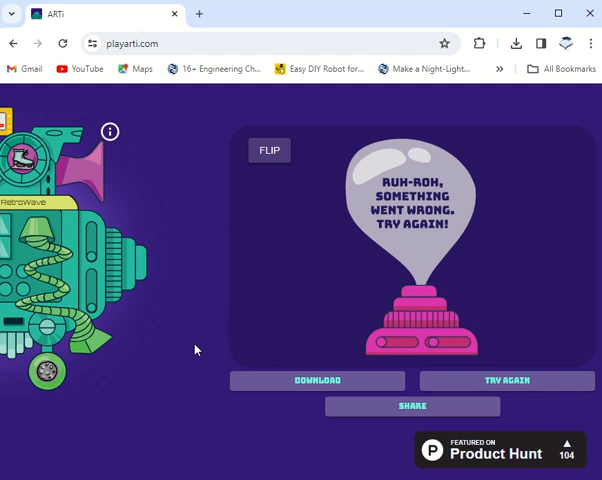 ARTi
playarti.com
Gmail
YouTube
Maps
16+ Engineering Ch...
Easy DIY Robot for...
Make a Night-Light...
»
All Bookmarks
FLIP
RUH-ROH,
SOMETHING
WENT WRONG.
TRY AGAIN!
RetroWave
DOWNLOAD
TRY AGAIN
SHARE
FEATURED ON
Product Hunt
104